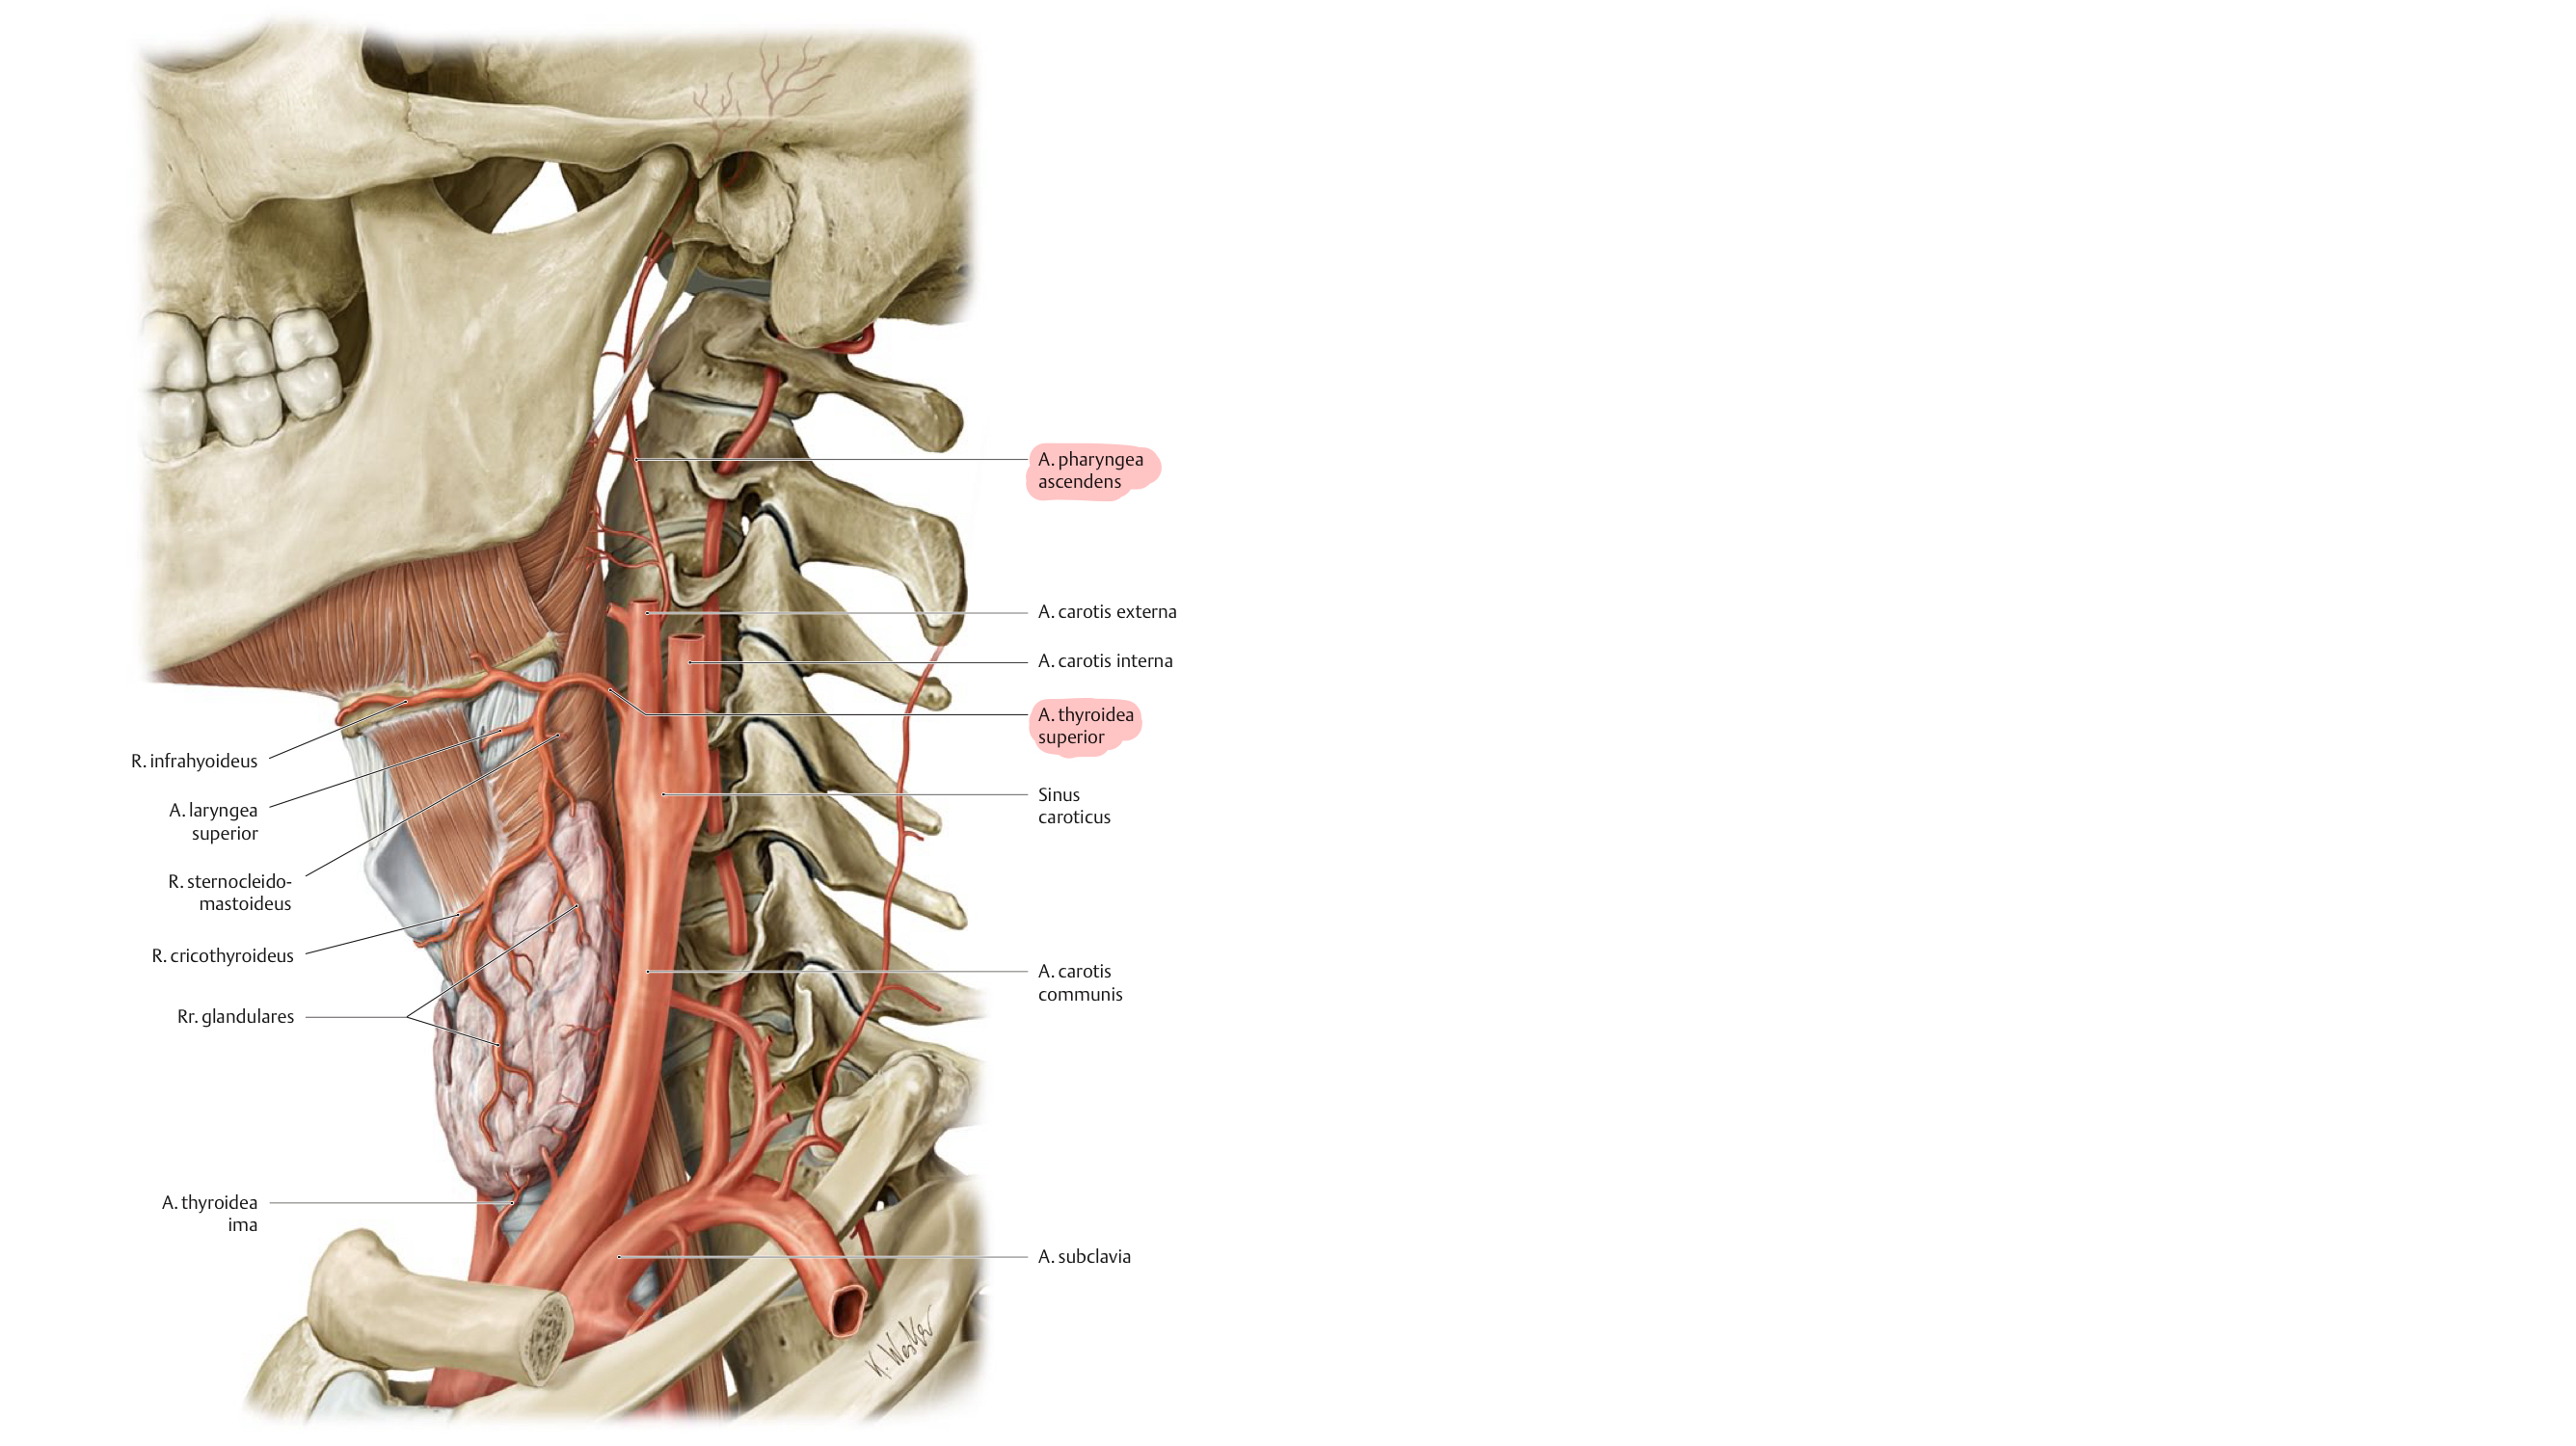 A. pharyngea
ascendens
A. carotis externa
A. carotis interna
A. thyroidea
superior
Sinus
caroticus
A. carotis
communis
A. subclavia
R. infrahyoideus
A. laryngea
superior
R. sternocleido-
mastoideus
R. cricothyroideus
Rr. glandulares
A. thyroidea
ima
K. Wesker